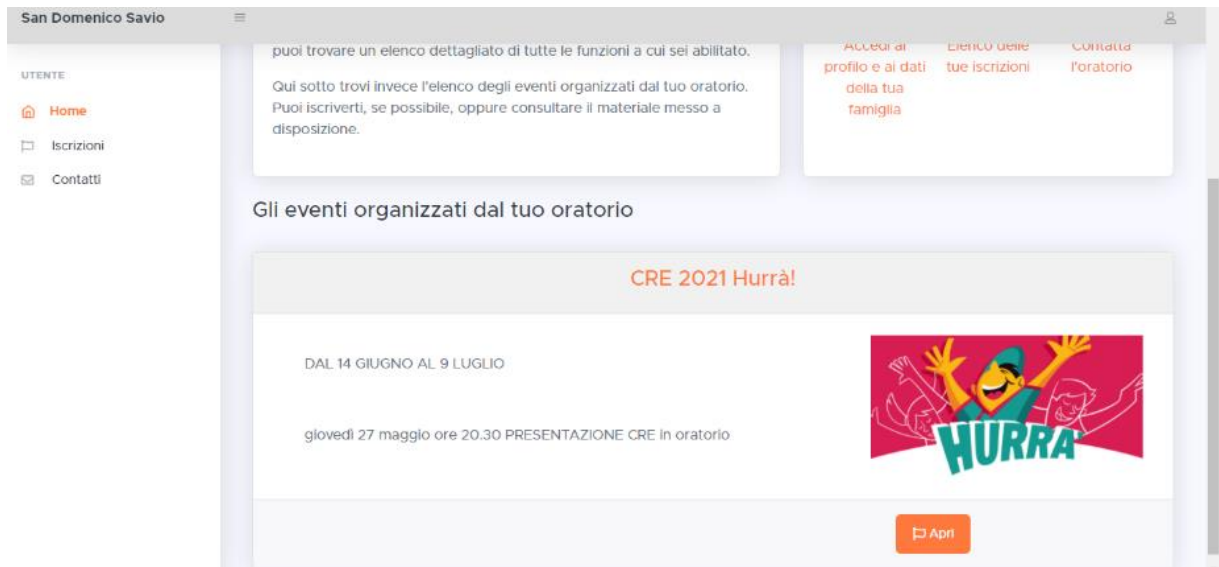 San Domenico Savio
UTENTE
Home
Iscrizioni
Contatti
puoi trovare un elenco dettagliato di tutte le funzioni a cui sei abilitato.
Qui sotto trovi invece l'elenco degli eventi organizzati dal tuo oratorio.
Puoi iscriverti, se possibile, oppure consultare il materiale messo a
disposizione.
Accedi al
profilo e ai dati
della tua
famiglia
Elenco delle
tue iscrizioni
Contatta
l'oratorio
Gli eventi organizzati dal tuo oratorio
CRE 2021 Hurrà!
DAL 14 GIUGNO AL 9 LUGLIO
giovedì 27 maggio ore 20.30 PRESENTAZIONE CRE in oratorio
HURRA'
Apri